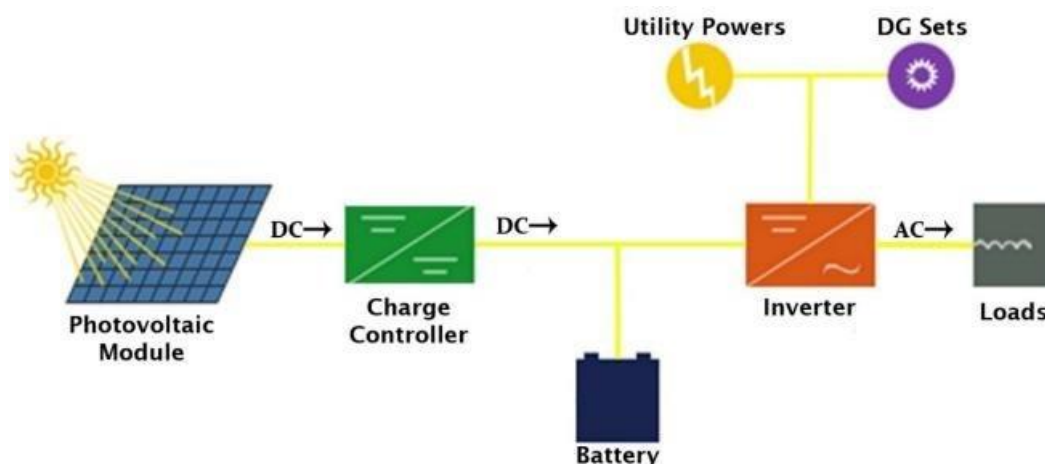 Utility Powers
DG Sets
DC→
DC→
AC→
Photovoltaic
Module
Charge
Controller
Inverter
Loads
Battery